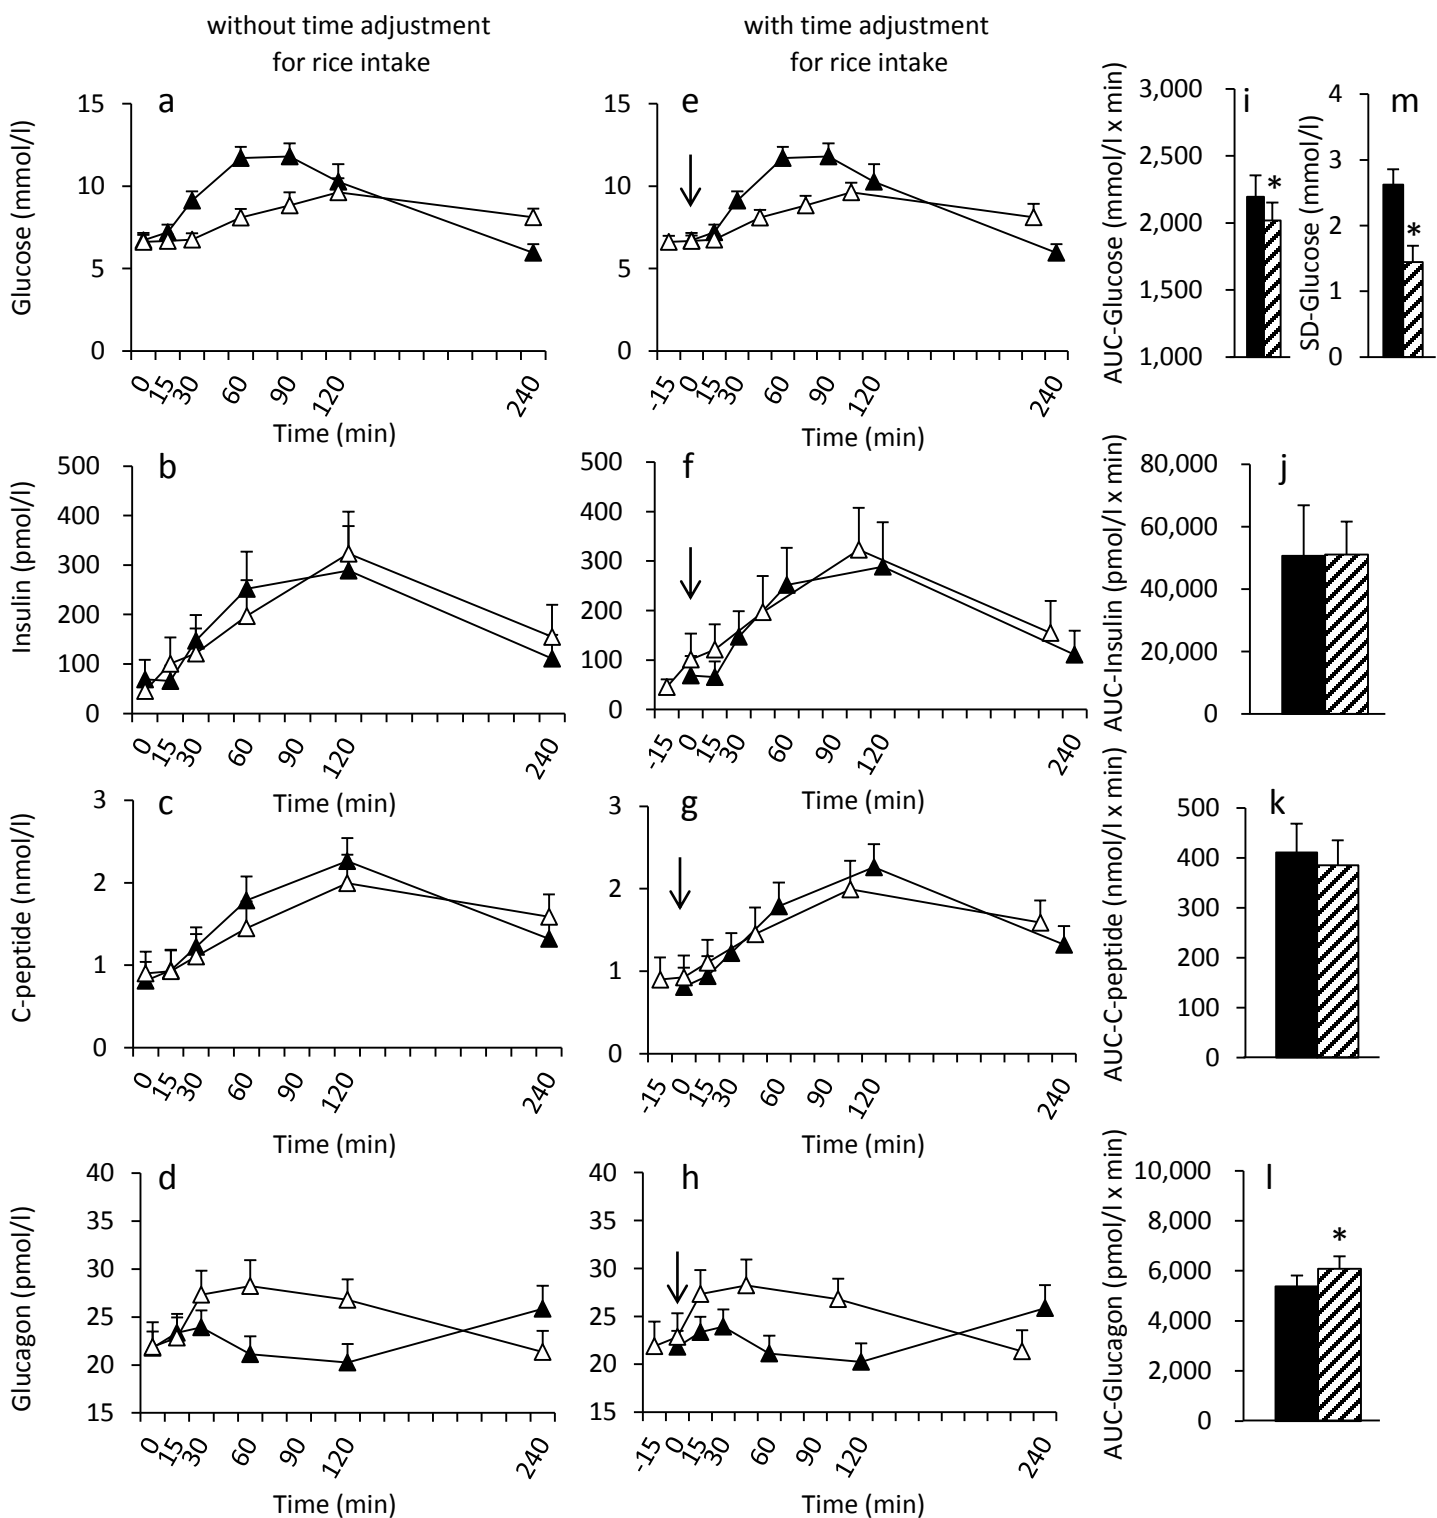 without time adjustment
for rice intake
with time adjustment
for rice intake
a
Glucose (mmol/l)
15
10
5
0
0 15 30 60 90 120 240
Time (min)
e
15
10
5
0
-15 0 15 30 60 90 120 240
Time (min)
i
AUC-Glucose (mmol/l x min)
3,000
2,500
2,000
1,500
1,000
*
m
SD-Glucose (mmol/l)
4
3
2
1
0
*
b
Insulin (pmol/l)
500
400
300
200
100
0
0 15 30 60 90 120 240
Time (min)
f
500
400
300
200
100
0
-15 0 15 30 60 90 120 240
Time (min)
j
AUC-Insulin (pmol/l x min)
80,000
60,000
40,000
20,000
0
c
C-peptide (nmol/l)
3
2
1
0
0 15 30 60 90 120 240
Time (min)
g
3
2
1
0
-15 0 15 30 60 90 120 240
Time (min)
k
AUC-C-peptide (nmol/l x min)
500
400
300
200
100
0
d
Glucagon (pmol/l)
40
35
30
25
20
15
0 15 30 60 90 120 240
Time (min)
h
40
35
30
25
20
15
-15 0 15 30 60 90 120 240
Time (min)
l
AUC-Glucagon (pmol/l x min)
10,000
8,000
6,000
4,000
2,000
0
*